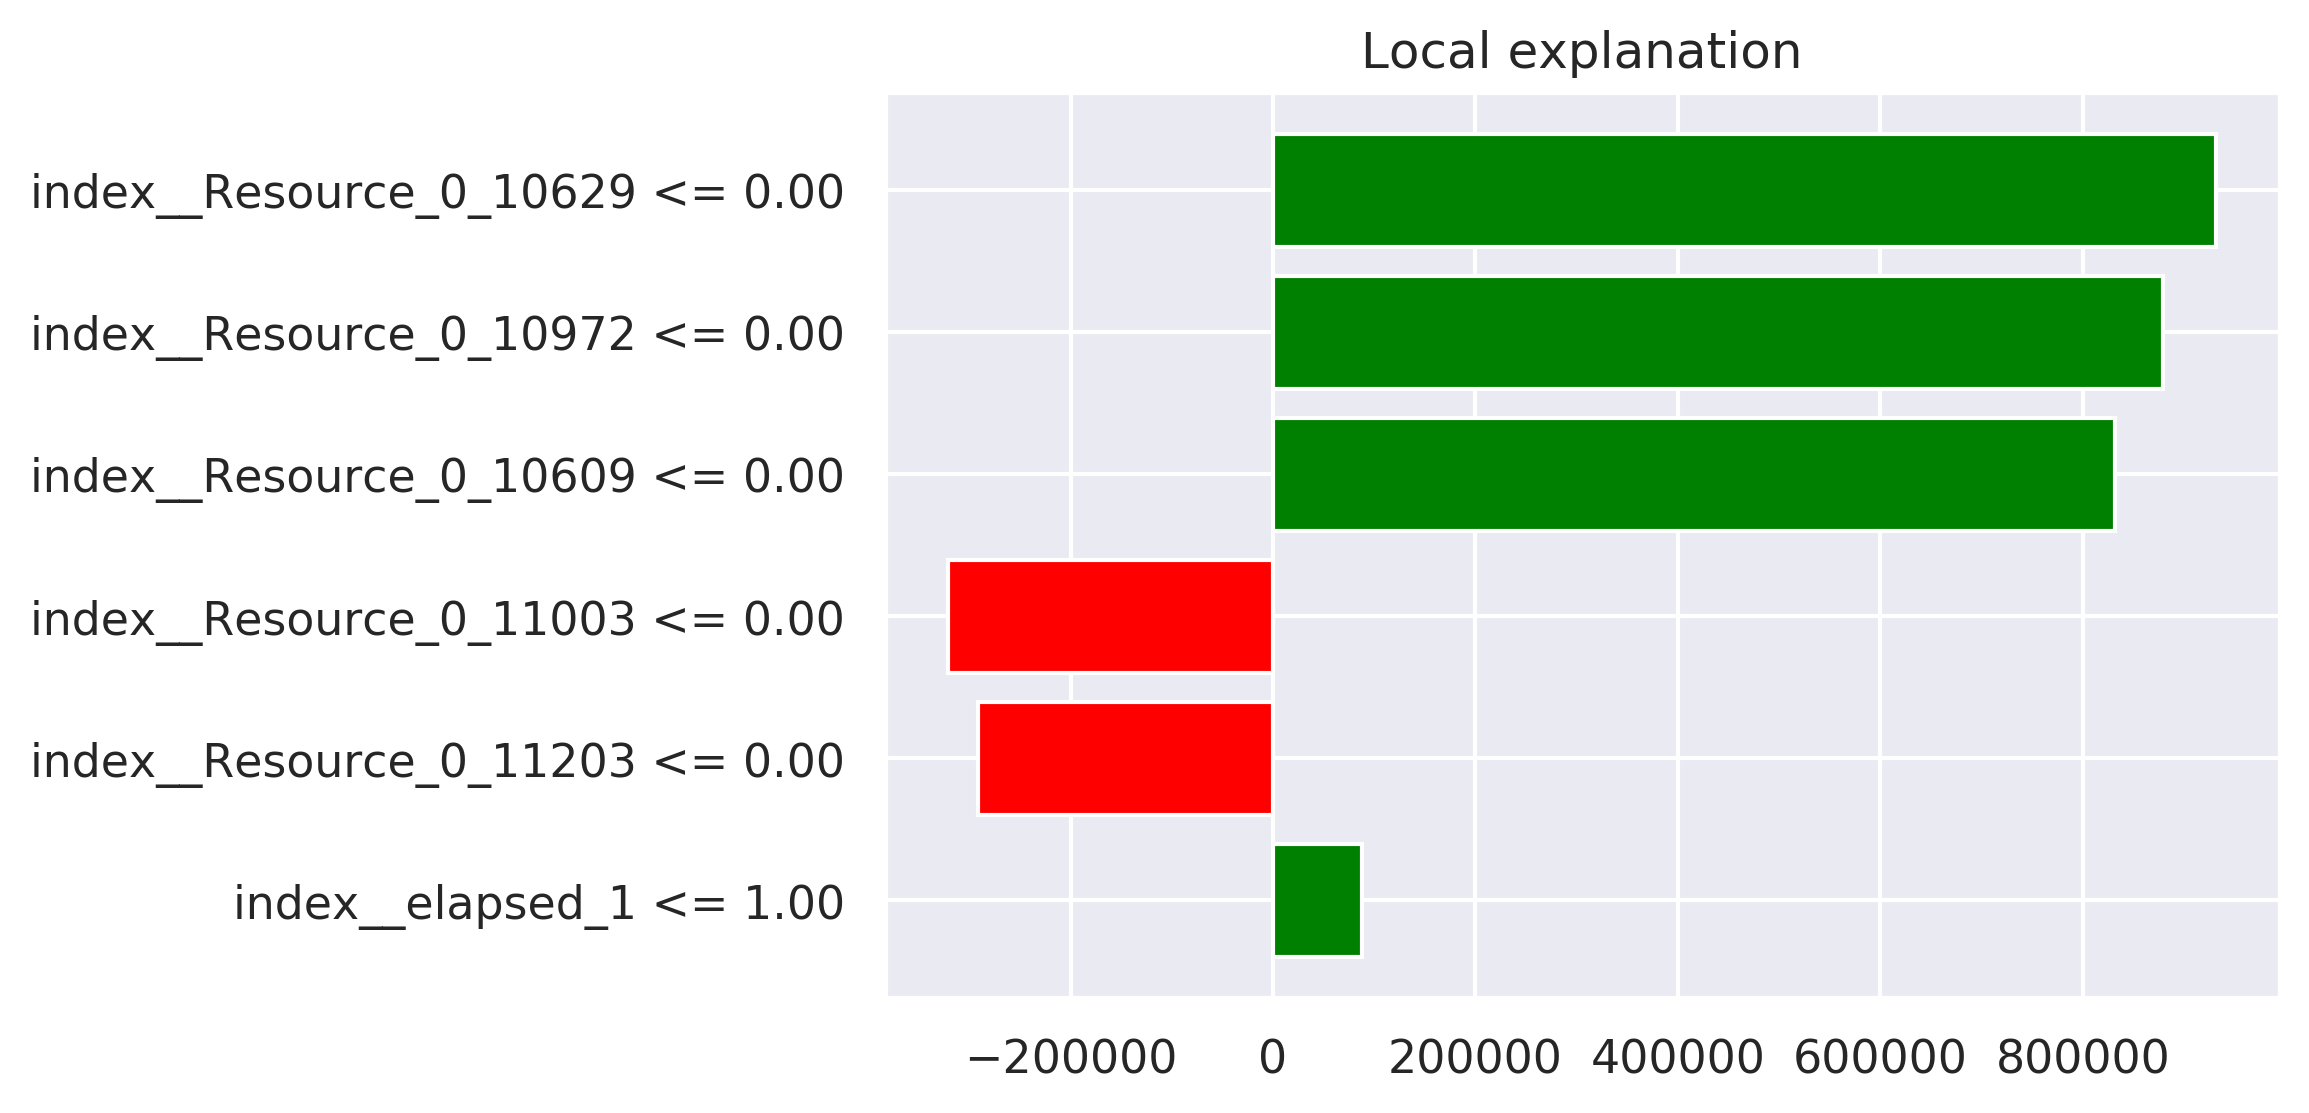 Local explanation
index__Resource_0_10629 <= 0.00
index__Resource_0_10972 <= 0.00
index__Resource_0_10609 <= 0.00
index__Resource_0_11003 <= 0.00
index__Resource_0_11203 <= 0.00
index__elapsed_1 <= 1.00
−200000 0 200000 400000 600000 800000